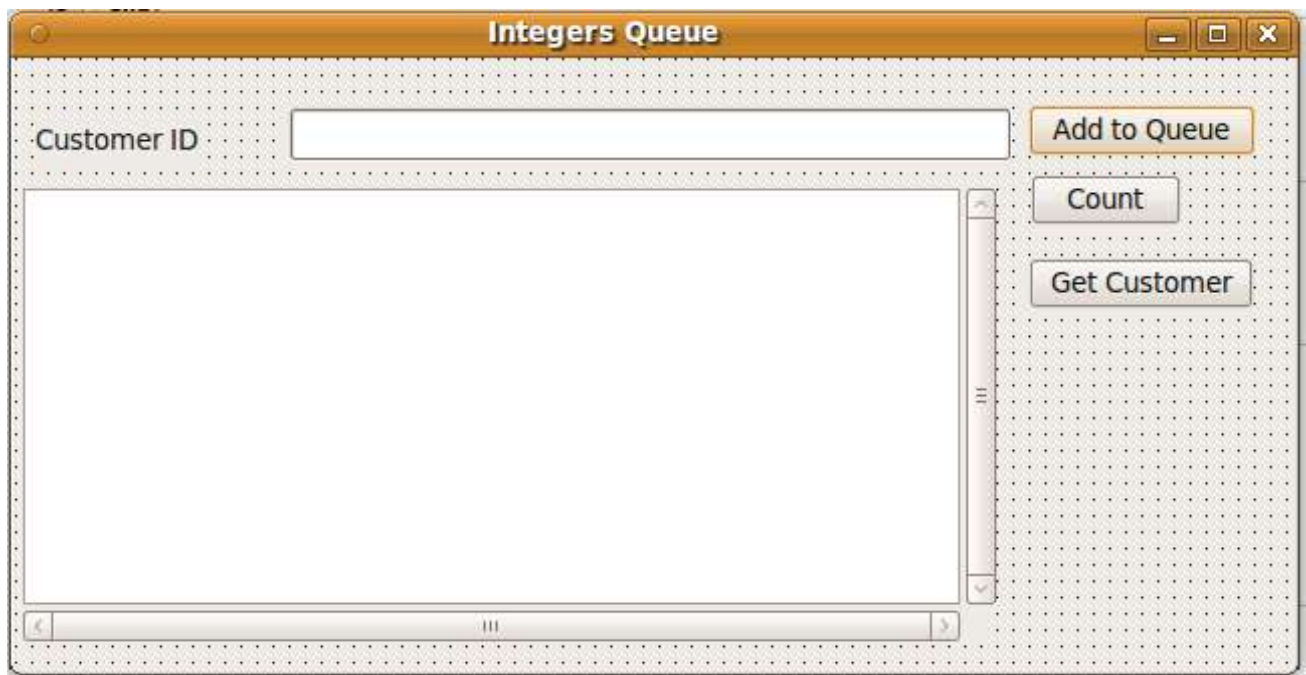 Integers Queue
Customer ID
Add to Queue
Count
Get Customer